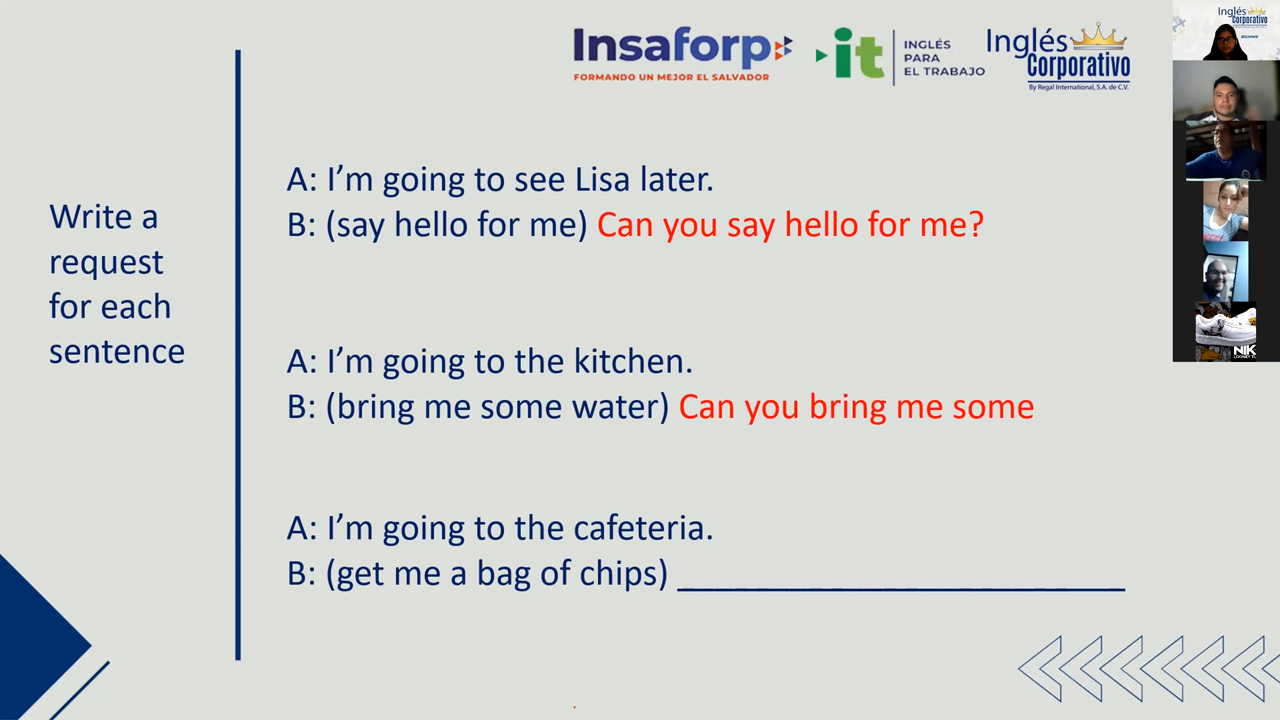 Insaforp
FORMANDO UN MEJOR EL SALVADOR
it
INGLÉS
PARA
EL TRABAJO
Inglés
Corporativo
By Regal International, S.A. de C.V.
Write a
request
for each
sentence
A: I'm going to see Lisa later.
B: (say hello for me) Can you say hello for me?
A: I'm going to the kitchen.
B: (bring me some water) Can you bring me some
A: I'm going to the cafeteria.
B: (get me a bag of chips) ____________________
Inglés
Corporativo